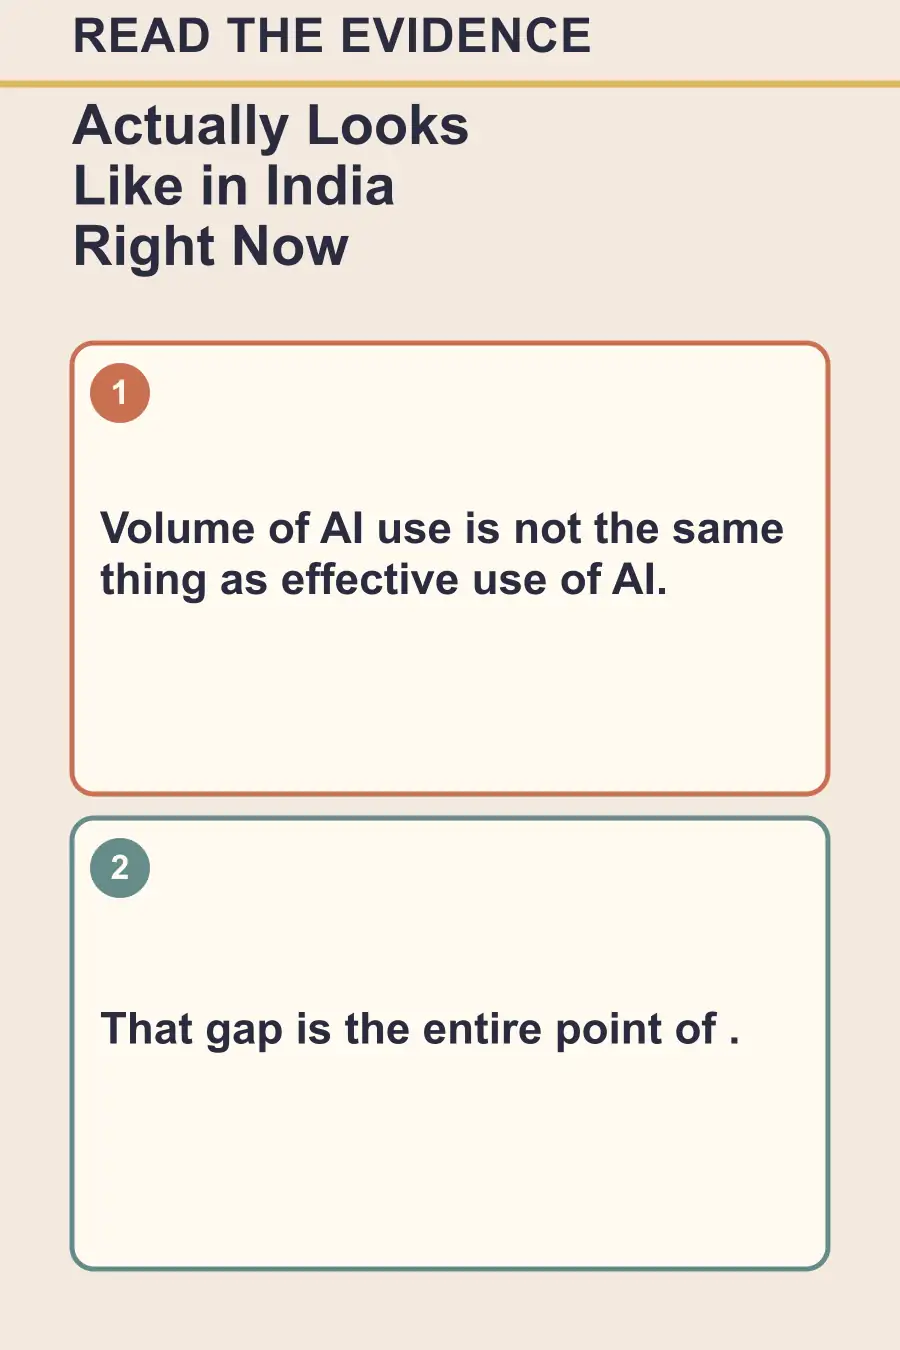 READ THE EVIDENCE
Actually Looks
Like in India
Right Now
1
Volume of AI use is not the same
thing as effective use of AI.
2
That gap is the entire point of .